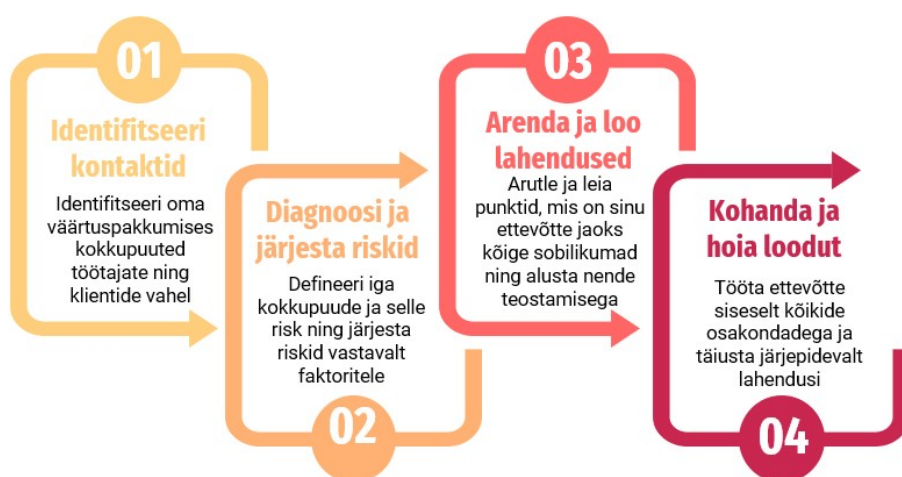 01
Identifitseeri
kontaktid
Identifitseeri oma
väärtuspakkumises
kokkupuuted
töötajate ning
klientide vahel
Diagnoosi ja
järjesta riskid
Defineeri iga
kokkupuude ja selle
risk ning järjesta
riskid vastavalt
faktoritele
02
03
Arenda ja loo
lahendused
Arutle ja leia
punktid, mis on sinu
ettevõtte jaoks
kõige sobilikumad
ning alusta nende
teostamisega
Kohanda ja
hoia loodut
Tööta ettevõtte
siseselt kõikide
osakondadega ja
täiusta järjepidevalt
lahendusi
04